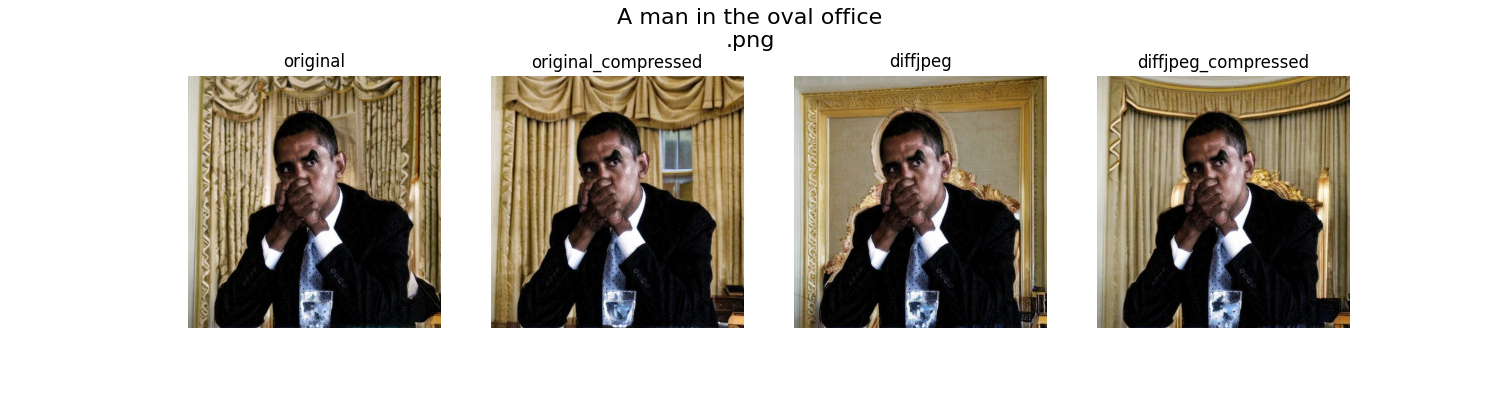 A man in the oval office
.png
original
original_compressed
diffjpeg
diffjpeg_compressed